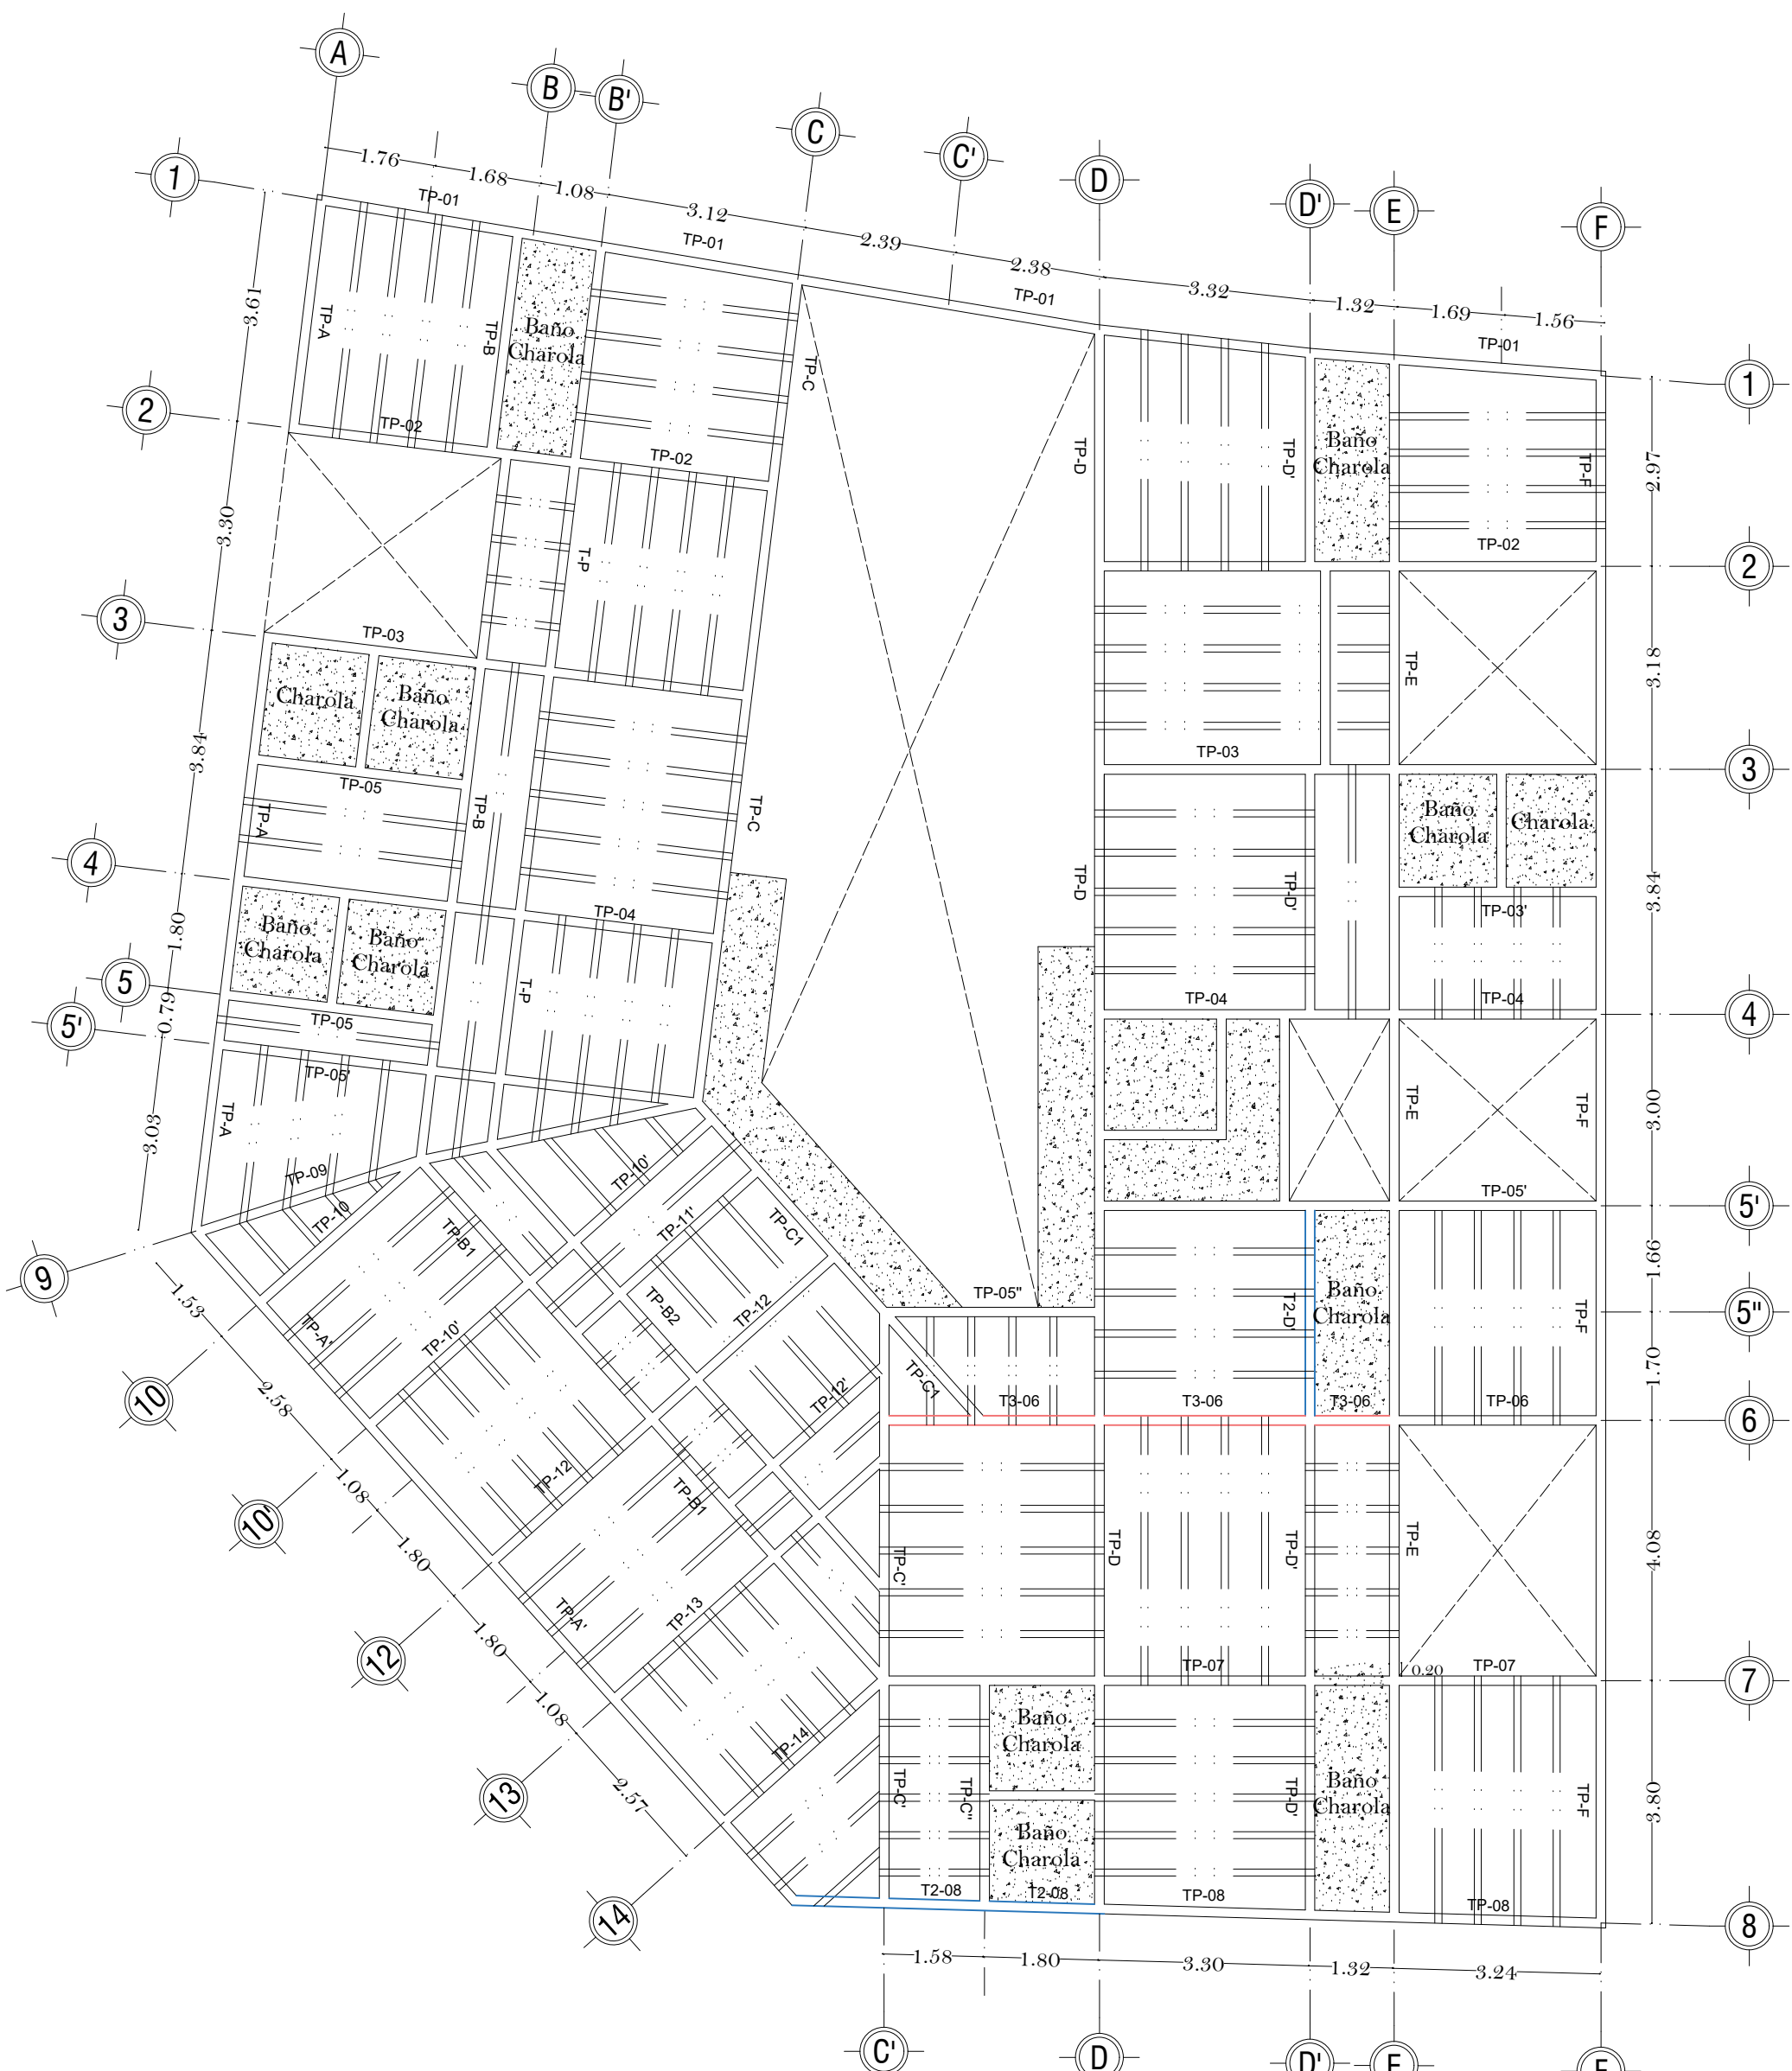 A
B
B'
C
C'
D
D'
E
F
1
1.76
1.68
1.08
3.12
2.39
2.38
3.32
1.32
1.69
1.56
TP-01
TP-01
TP-01
TP-01
1
3.61
TP-A
TP-B
Baño
Charola
TP-C
TP-D
TP-D'
Baño
Charola
TP-F
2.97
2
TP-02
TP-02
TP-02
2
3.30
T-P
TP-E
3.18
3
TP-03
TP-03
3
Charola
Baño
Charola
Baño
Charola
Charola
3.84
TP-05
TP-A
TP-B
TP-C
TP-D
TP-D'
3.84
TP-03'
4
TP-04
TP-04
TP-04
4
1.80
Baño
Charola
Baño
Charola
T-P
5
0.79
TP-05
5'
TP-05'
3.03
TP-A
TP-E
TP-F
3.00
TP-09
TP-10
TP-10'
TP-05'
5'
9
TP-B1
TP-11'
TP-C1
1.66
1.53
TP-A'
TP-10'
TP-B2
TP-12
TP-05"
T2-D'
Baño
Charola
TP-F
5"
10
2.58
TP-12'
TP-C1
1.70
T3-06
T3-06
T3-06
TP-06
6
10'
1.08
TP-12
TP-B1
1.80
TP-C'
TP-D
TP-D'
TP-E
4.08
12
TP-A'
TP-13
1.80
TP-07
0.20
TP-07
7
13
1.08
TP-14
Baño
Charola
2.57
TP-C'
TP-C"
TP-D'
Baño
Charola
TP-F
3.80
Baño
Charola
14
T2-08
T2-08
TP-08
TP-08
8
1.58
1.80
3.30
1.32
3.24
C'
D
D'
E
F